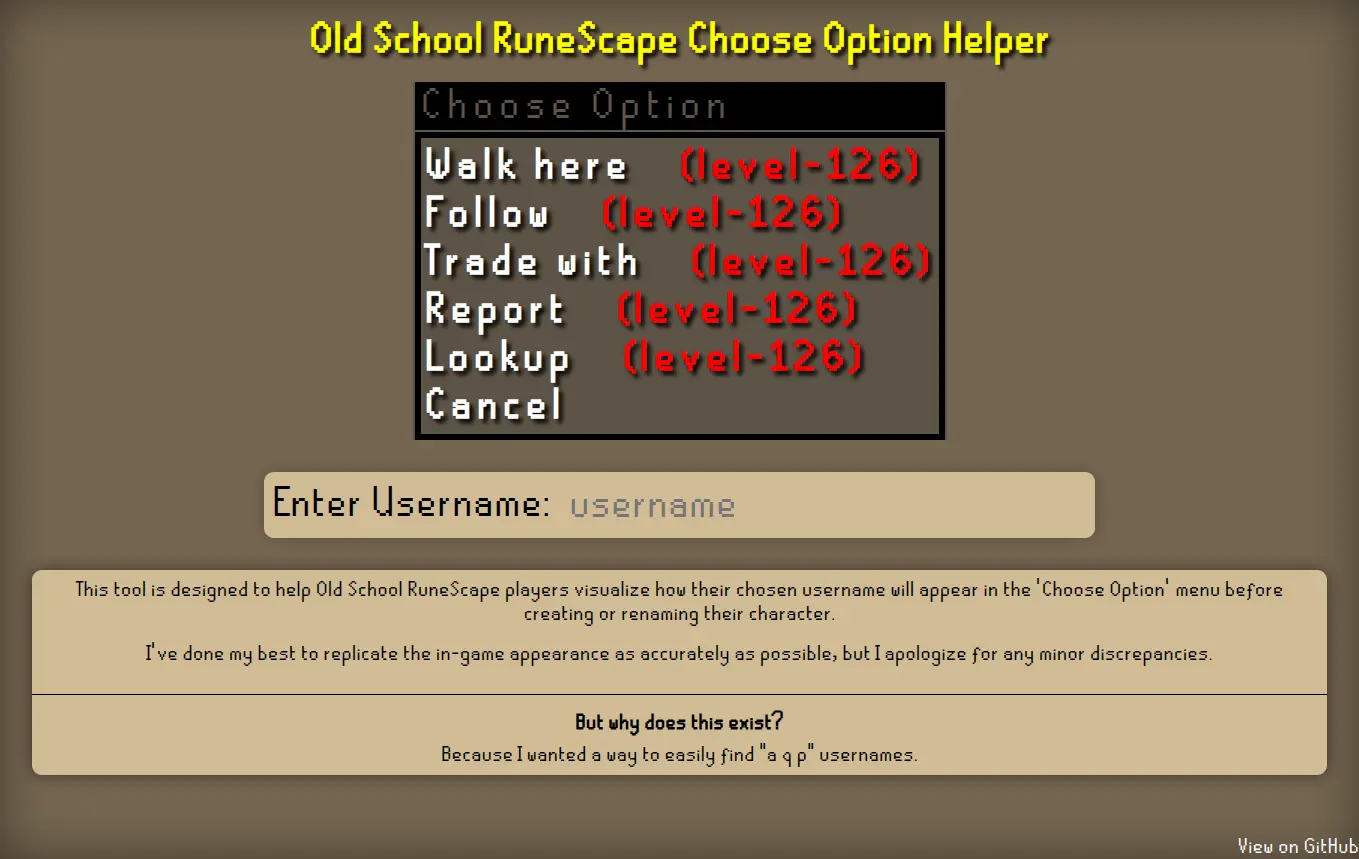 Old School RuneScape Choose Option Helper
Choose Option
Walk here (level-126)
Follow (level-126)
Trade with (level-126)
Report (level-126)
Lookup (level-126)
Cancel
Enter Username: username
This tool is designed to help Old School RuneScape players visualize how their chosen username will appear in the 'Choose Option' menu before
creating or renaming their character.
I've done my best to replicate the in-game appearance as accurately as possible, but I apologize for any minor discrepancies.
But why does this exist?
Because I wanted a way to easily find "a q p" usernames.
View on GitHub